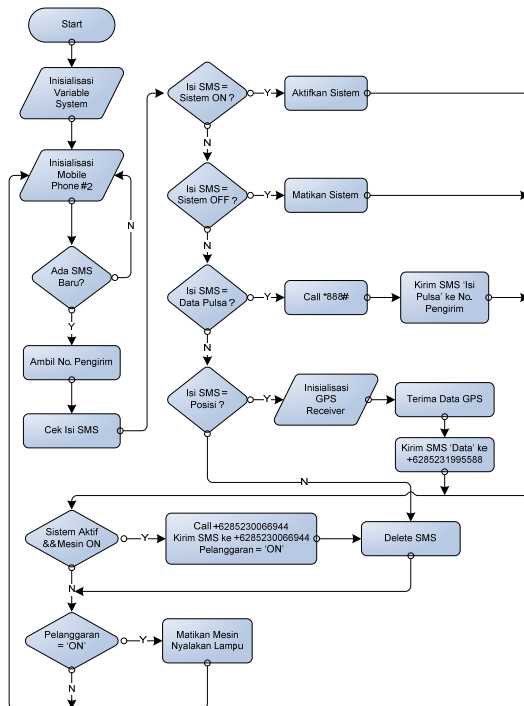 Start
Inisialisasi
Variable
System
Inisialisasi
Mobile
Phone #2
N
Ada SMS
Baru?
Y
Ambil No. Pengirim
Cek Isi SMS
Isi SMS =
Sistem ON ?
Y
Aktifkan Sistem
N
Isi SMS =
Sistem OFF ?
Y
Matikan Sistem
N
Isi SMS =
Data Pulsa ?
Y
Call *888#
Kirim SMS 'Isi
Pulsa' ke No.
Pengirim
N
Isi SMS =
Posisi ?
Y
Inisialisasi
GPS
Receiver
Terima Data GPS
Kirim SMS 'Data' ke
+6285231995588
N
Sistem Aktif
&&Mesin ON
Y
Call +6285230066944
Kirim SMS ke +6285230066944
Pelanggaran = 'ON'
Delete SMS
N
Pelanggaran
= 'ON'
Y
Matikan Mesin
Nyalakan Lampu
N